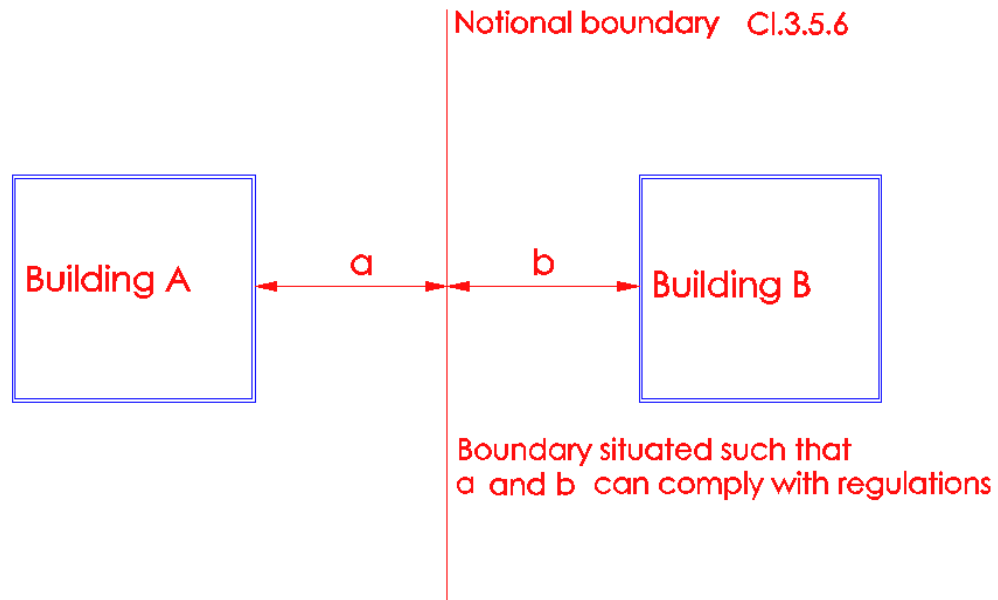 Notional boundary Cl.3.5.6
a
b
Building A
Building B
Boundary situated such that
a and b can comply with regulations